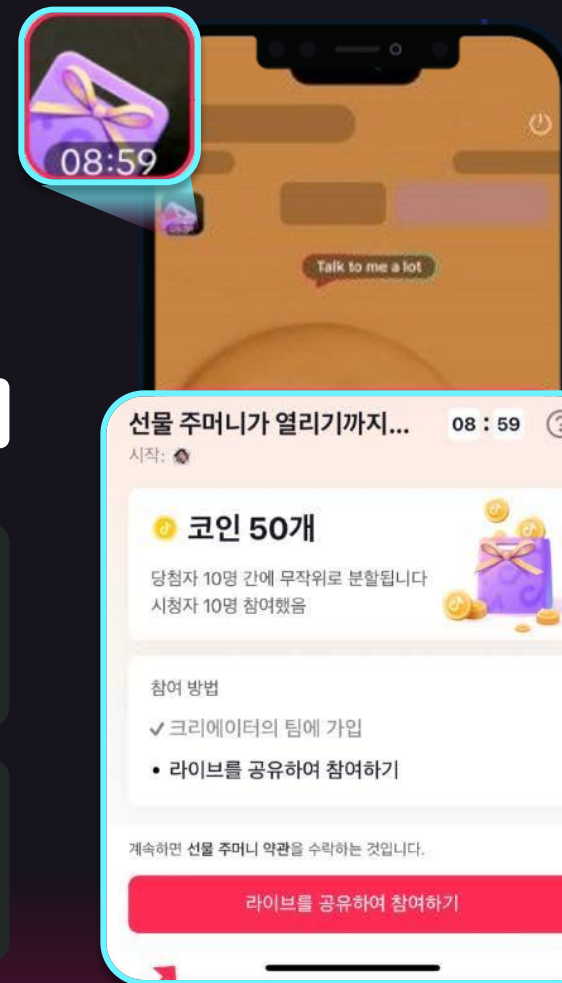 08:59
Talk to me a lot
선물 주머니가 열리기까지... 08 : 59 ?
시작:
코인 50개
당첨자 10명 간에 무작위로 분할됩니다
시청자 10명 참여했음
참여 방법
✓ 크리에이터의 팀에 가입
• 라이브를 공유하여 참여하기
계속하면 선물 주머니 약관을 수락하는 것입니다.
라이브를 공유하여 참여하기